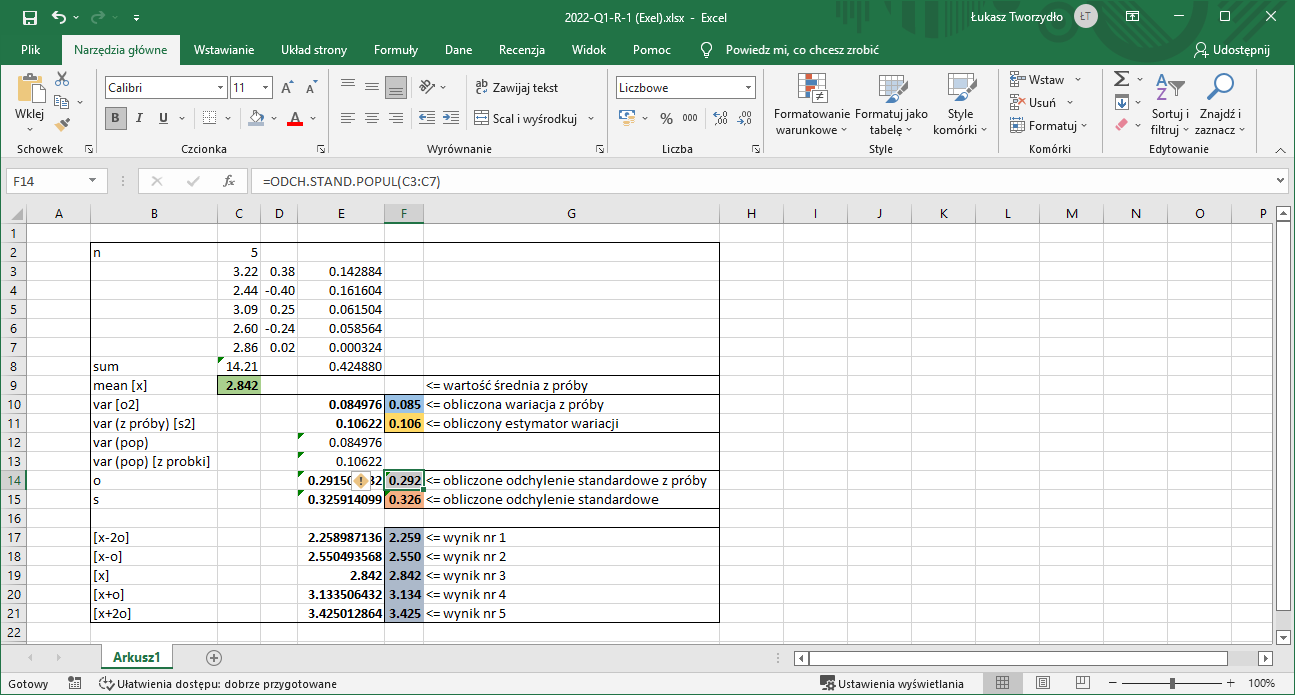 2022-Q1-R-1 (Exel).xlsx - Excel
Łukasz Tworzydło ŁT
Plik Narzędzia główne Wstawianie Układ strony Formuły Dane Recenzja Widok Pomoc Powiedz mi, co chcesz zrobić Udostępnij
Wklej
Schowek
Calibri 11
B I U
Czcionka
Zawijaj tekst
Scal i wyśrodkuj
Wyrównanie
Liczbowe
% 000
Liczba
Formatowanie warunkowe
Formatuj jako tabelę
Style komórki
Style
Wstaw
Usuń
Formatuj
Komórki
Sortuj i filtruj
Znajdź i zaznacz
Edytowanie
F14 fx =ODCH.STAND.POPUL(C3:C7)
A B C D E F G H I J K L M N O P
1
2 n 5
3 3.22 0.38 0.142884
4 2.44 -0.40 0.161604
5 3.09 0.25 0.061504
6 2.60 -0.24 0.058564
7 2.86 0.02 0.000324
8 sum 14.21 0.424880
9 mean [x] 2.842 <= wartość średnia z próby
10 var [o2] 0.084976 0.085 <= obliczona wariacja z próby
11 var (z próby) [s2] 0.10622 0.106 <= obliczony estymator wariacji
12 var (pop) 0.084976
13 var (pop) [z probki] 0.10622
14 o 0.292 <= obliczone odchylenie standardowe z próby
15 s 0.325914099 0.326 <= obliczone odchylenie standardowe
16
17 [x-2o] 2.258987136 2.259 <= wynik nr 1
18 [x-o] 2.550493568 2.550 <= wynik nr 2
19 [x] 2.842 2.842 <= wynik nr 3
20 [x+o] 3.133506432 3.134 <= wynik nr 4
21 [x+2o] 3.425012864 3.425 <= wynik nr 5
22
Arkusz1
Gotowy Ułatwienia dostępu: dobrze przygotowane Ustawienia wyświetlania 100%